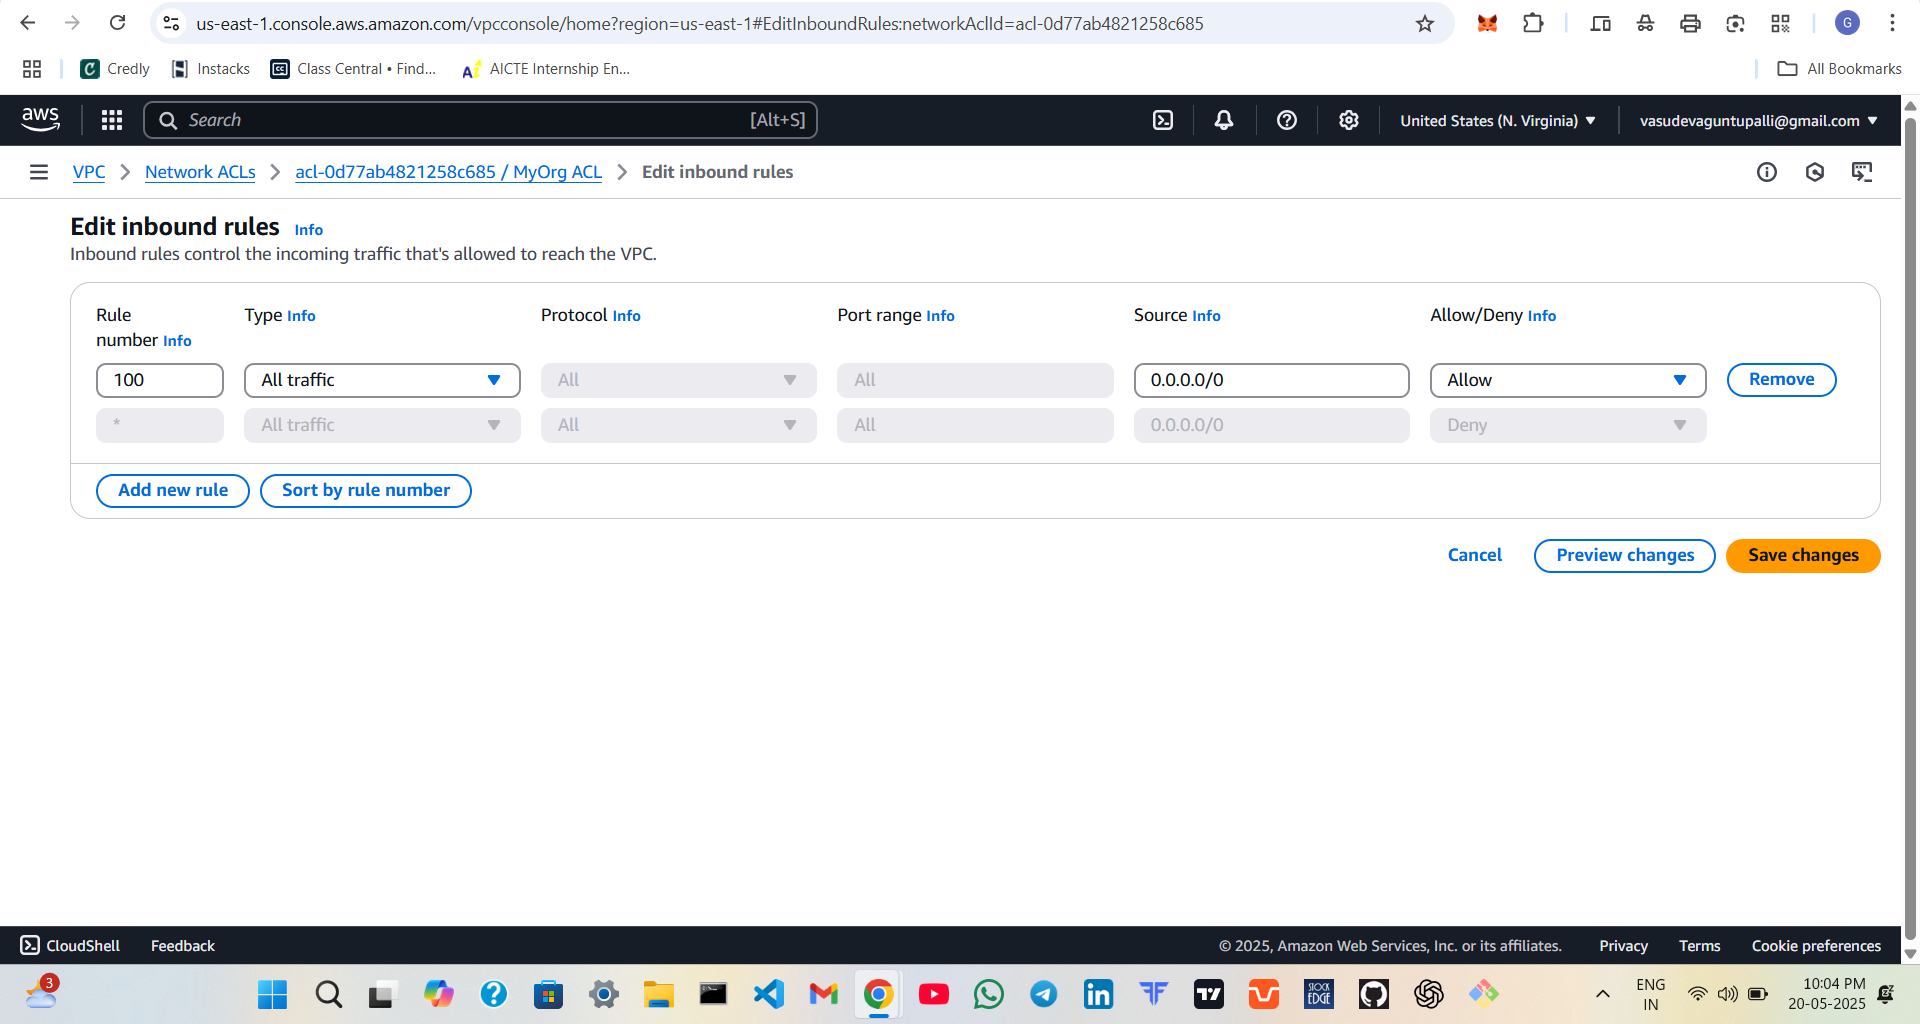 us-east-1.console.aws.amazon.com/vpcconsole/home?region=us-east-1#EditInboundRules:networkAclId=acl-0d77ab4821258c685
G
Credly
Instacks
Class Central • Find...
AICTE Internship En...
All Bookmarks
aws
Search
[Alt+S]
United States (N. Virginia)
vasudevaguntupalli@gmail.com
VPC
Network ACLs
acl-0d77ab4821258c685 / MyOrg ACL
Edit inbound rules
Edit inbound rules Info
Inbound rules control the incoming traffic that's allowed to reach the VPC.
Rule number Info
Type Info
Protocol Info
Port range Info
Source Info
Allow/Deny Info
100
All traffic
All
All
0.0.0.0/0
Allow
Remove
*
All traffic
All
All
0.0.0.0/0
Deny
Add new rule
Sort by rule number
Cancel
Preview changes
Save changes
CloudShell
Feedback
© 2025, Amazon Web Services, Inc. or its affiliates.
Privacy
Terms
Cookie preferences
3
STOCK EDGE
ENG
IN
10:04 PM
20-05-2025